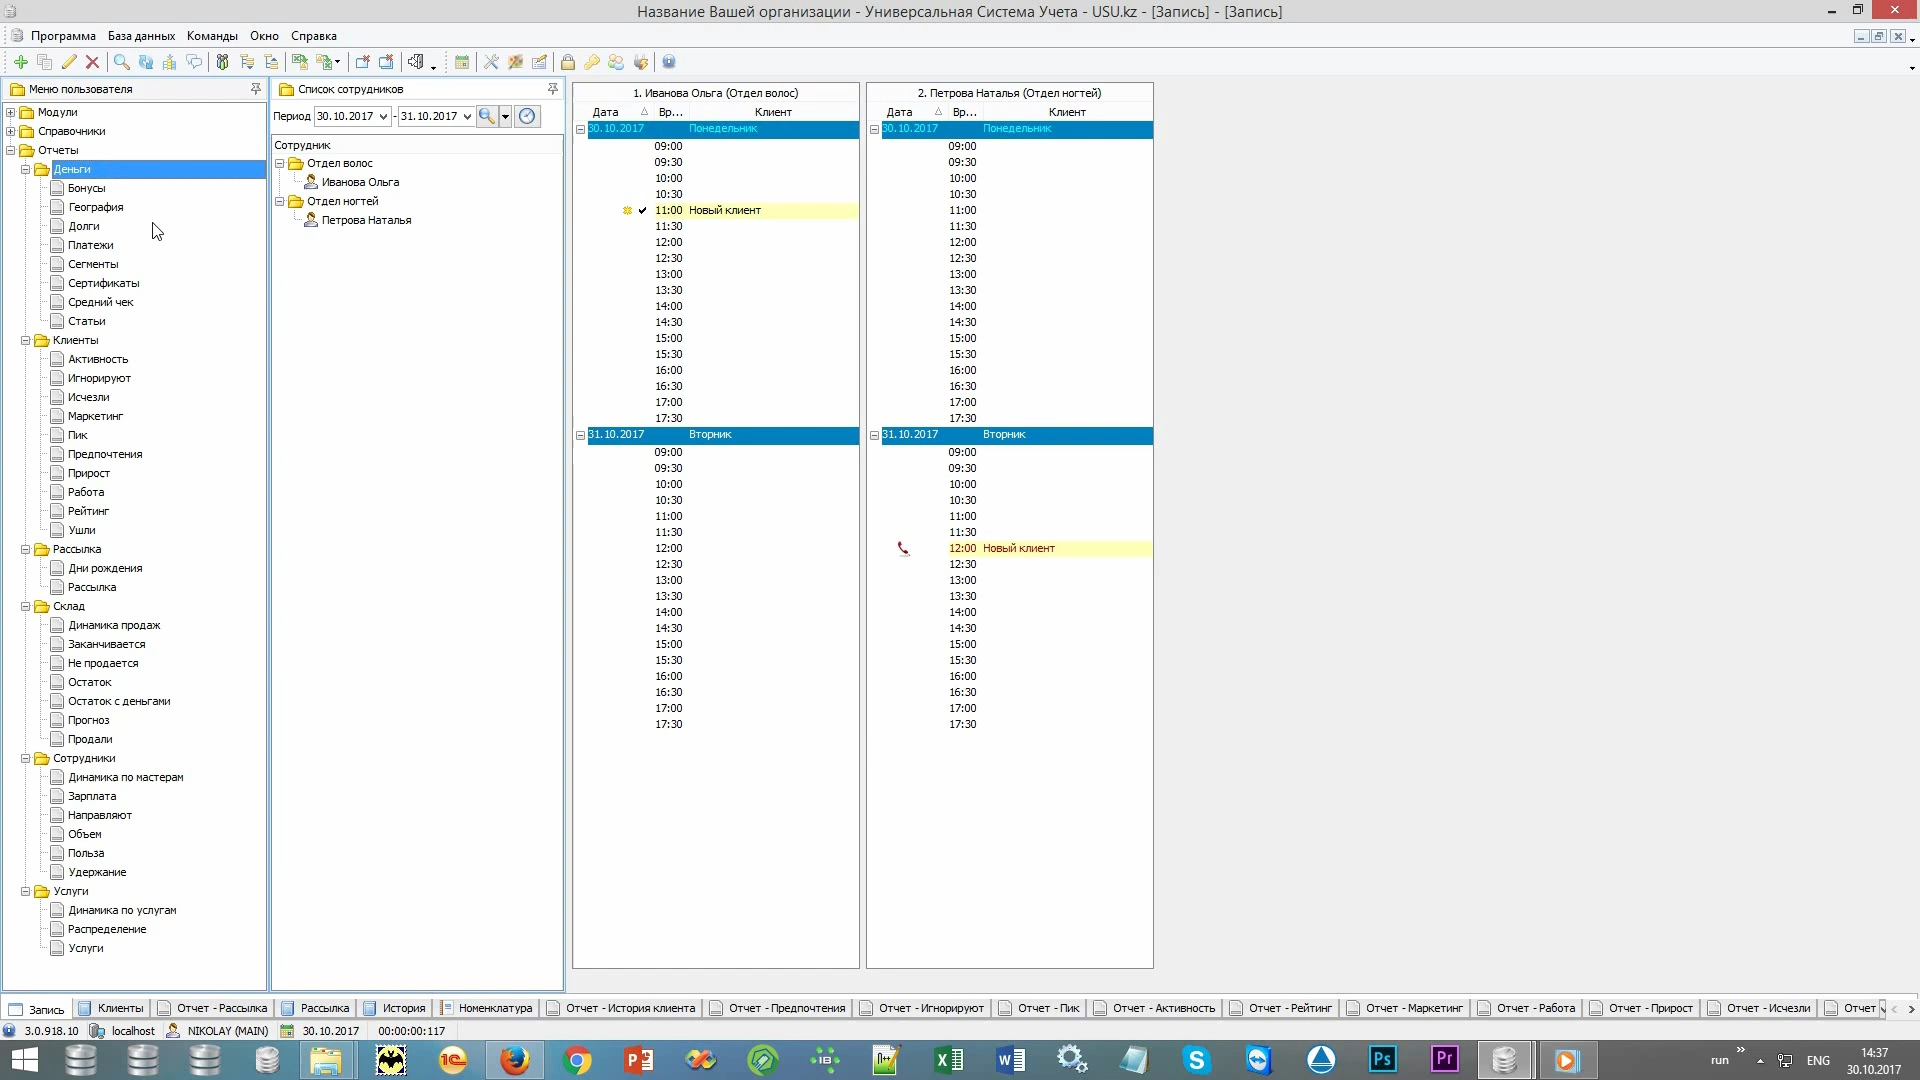 Название Вашей организации - Универсальная Система Учета - USU.kz - [Запись] - [Запись]
Программа База данных Команды Окно Справка
Меню пользователя
Модули
Справочники
Отчеты
Деньги
Бонусы
География
Долги
Платежи
Сегменты
Сертификаты
Средний чек
Статьи
Клиенты
Активность
Игнорируют
Исчезли
Маркетинг
Пик
Предпочтения
Прирост
Работа
Рейтинг
Ушли
Рассылка
Дни рождения
Рассылка
Склад
Динамика продаж
Заканчивается
Не продается
Остаток
Остаток с деньгами
Прогноз
Продали
Сотрудники
Динамика по мастерам
Зарплата
Направляют
Объем
Польза
Удержание
Услуги
Динамика по услугам
Распределение
Услуги
Список сотрудников
Период 30.10.2017 - 31.10.2017
Сотрудник
Отдел волос
Иванова Ольга
Отдел ногтей
Петрова Наталья
1. Иванова Ольга (Отдел волос)
Дата Вр... Клиент
30.10.2017 Понедельник
09:00
09:30
10:00
10:30
11:00 Новый клиент
11:30
12:00
12:30
13:00
13:30
14:00
14:30
15:00
15:30
16:00
16:30
17:00
17:30
31.10.2017 Вторник
09:00
09:30
10:00
10:30
11:00
11:30
12:00
12:30
13:00
13:30
14:00
14:30
15:00
15:30
16:00
16:30
17:00
17:30
2. Петрова Наталья (Отдел ногтей)
Дата Вр... Клиент
30.10.2017 Понедельник
09:00
09:30
10:00
10:30
11:00
11:30
12:00
12:30
13:00
13:30
14:00
14:30
15:00
15:30
16:00
16:30
17:00
17:30
31.10.2017 Вторник
09:00
09:30
10:00
10:30
11:00
11:30
12:00 Новый клиент
12:30
13:00
13:30
14:00
14:30
15:00
15:30
16:00
16:30
17:00
17:30
Запись Клиенты Отчет - Рассылка Рассылка История Номенклатура Отчет - История клиента Отчет - Предпочтения Отчет - Игнорируют Отчет - Пик Отчет - Активность Отчет - Рейтинг Отчет - Маркетинг Отчет - Работа Отчет - Прирост Отчет - Исчезли Отчет
3.0.918.10 localhost NIKOLAY (MAIN) 30.10.2017 00:00:00:117
run ENG 14:37
30.10.2017